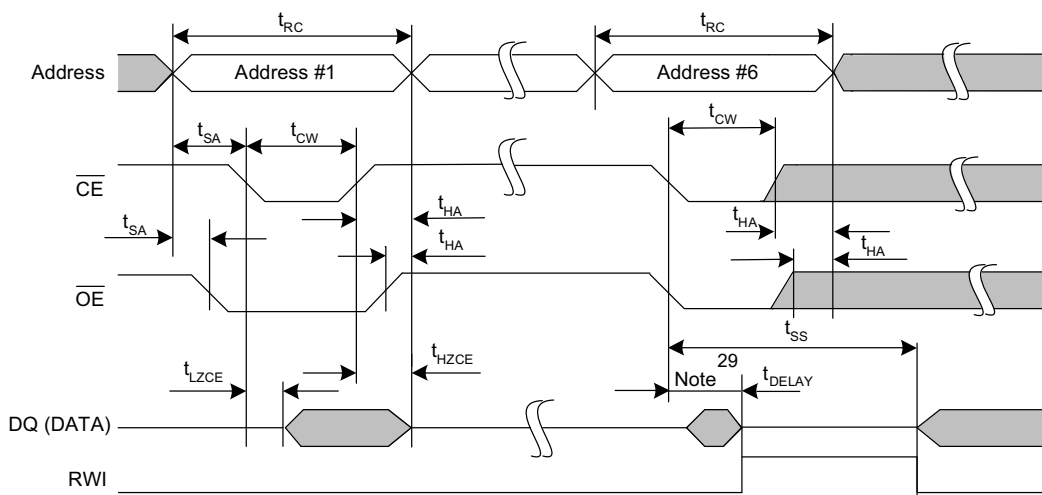 tRC
tRC
Address
Address #1
Address #6
tSA
tCW
tCW
CE
tSA
tHA
tHA
tHA
tHA
OE
tSS
tLZCE
tHZCE
29
Note
tDELAY
DQ (DATA)
RWI